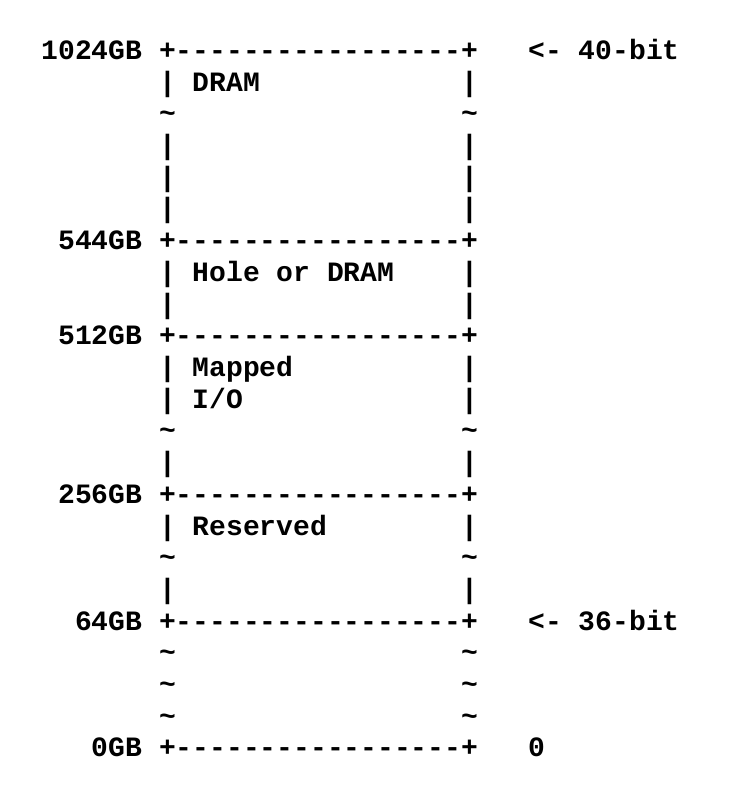 1024GB +-----------------+   <- 40-bit
       | DRAM            |
       ~                 ~
       |                 |
       |                 |
       |                 |
 544GB +-----------------+
       | Hole or DRAM    |
       |                 |
 512GB +-----------------+
       | Mapped          |
       | I/O             |
       ~                 ~
       |                 |
 256GB +-----------------+
       | Reserved        |
       ~                 ~
       |                 |
  64GB +-----------------+   <- 36-bit
       ~                 ~
       ~                 ~
       ~                 ~
   0GB +-----------------+   0